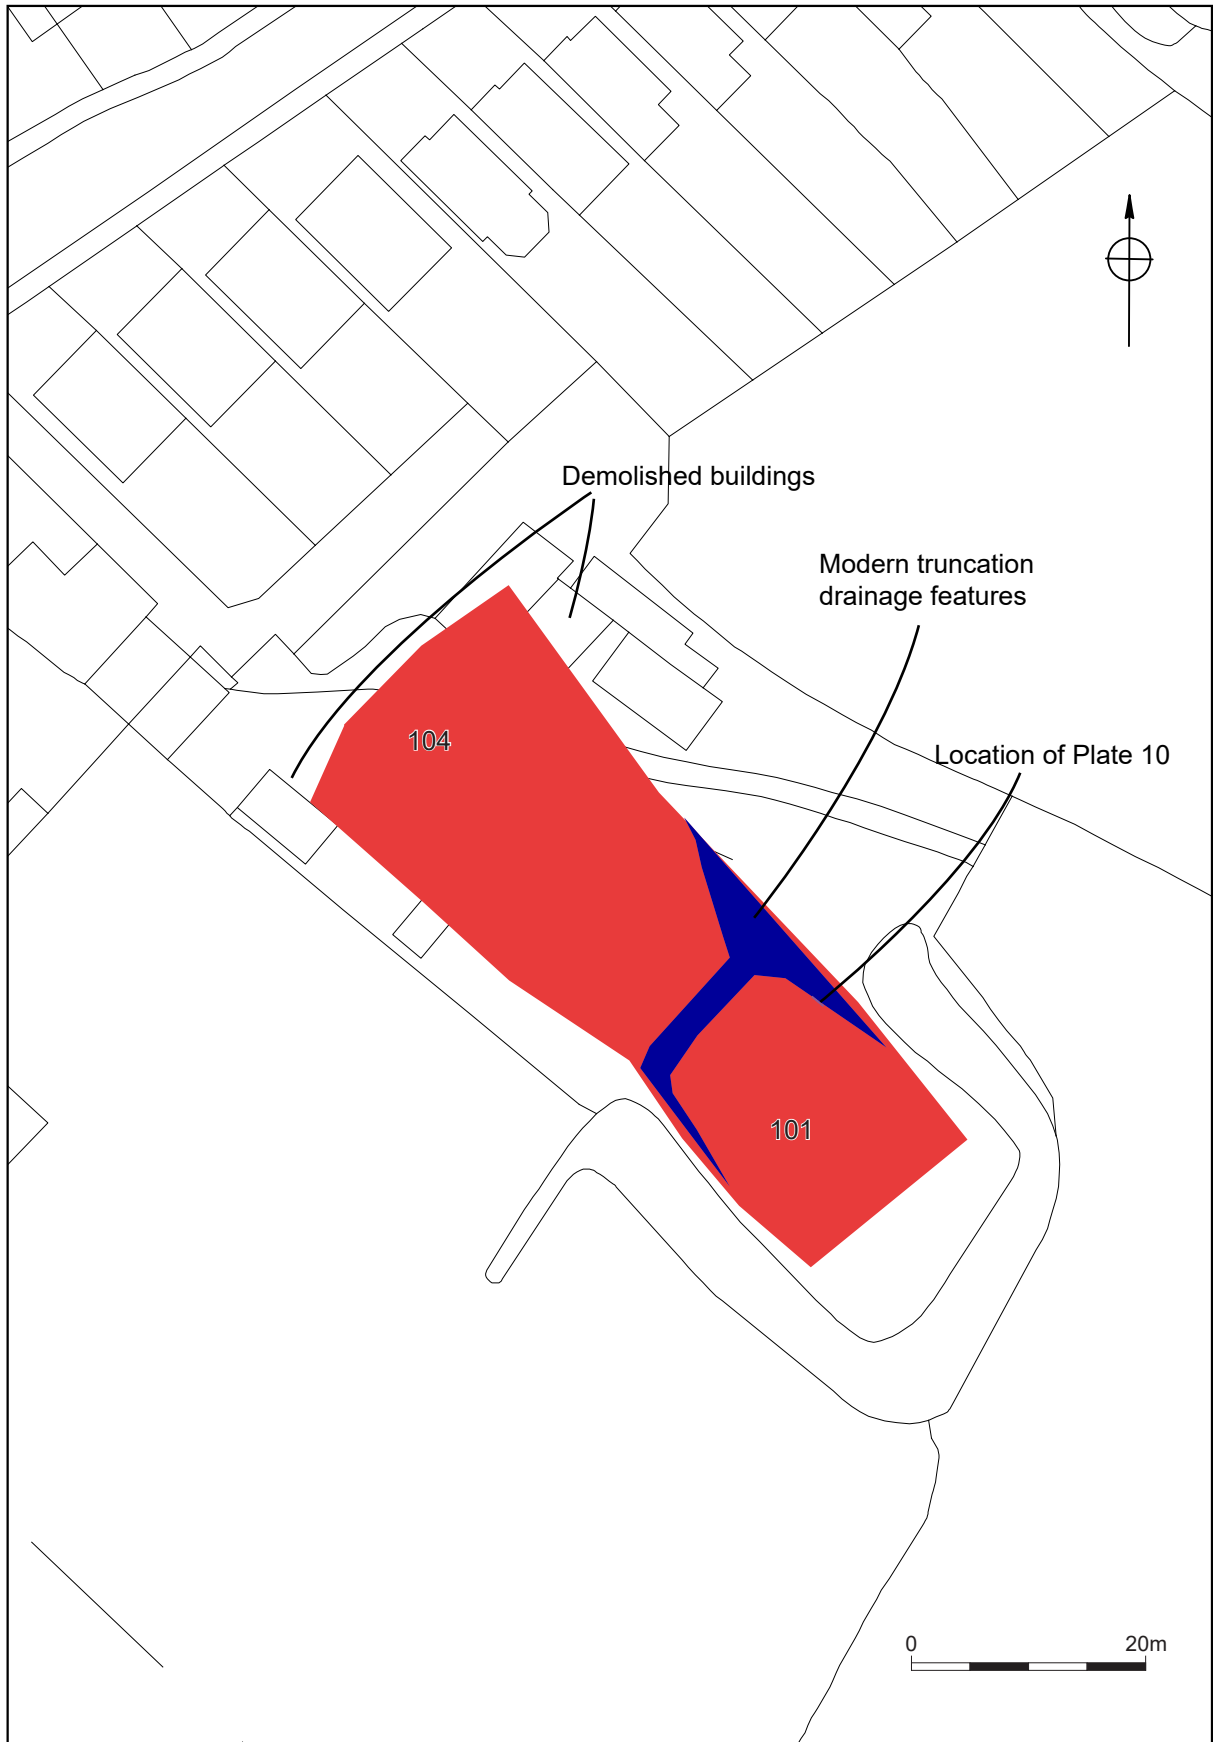 Demolished buildings
Modern truncation
drainage features
104
Location of Plate 10
101
0 20m